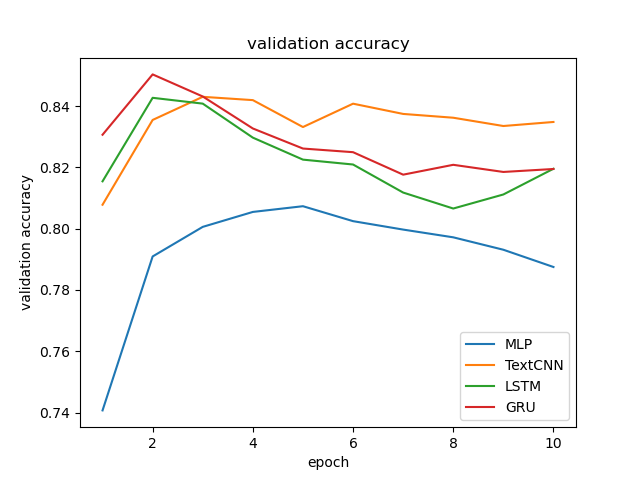 validation accuracy
validation accuracy
0.84
0.82
0.80
0.78
0.76
0.74
MLP
TextCNN
LSTM
GRU
2
4
6
8
10
epoch